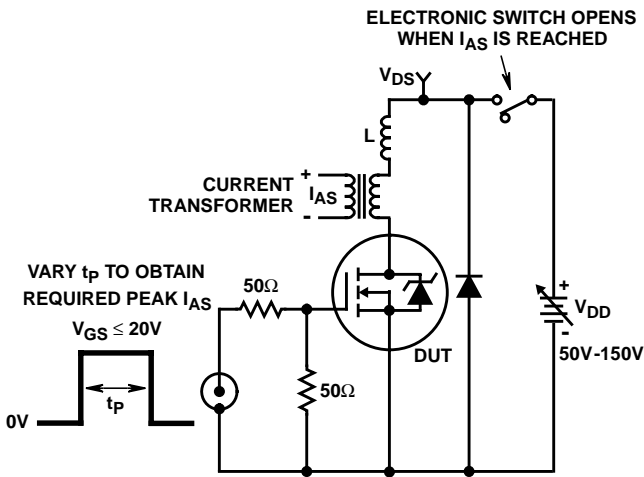 ELECTRONIC SWITCH OPENS
WHEN IAS IS REACHED
VDS
L
+
CURRENT
TRANSFORMER
IAS
-
VARY tP TO OBTAIN
REQUIRED PEAK IAS
50Ω
VGS ≤ 20V
DUT
+
VDD
-
50V-150V
50Ω
0V
tP